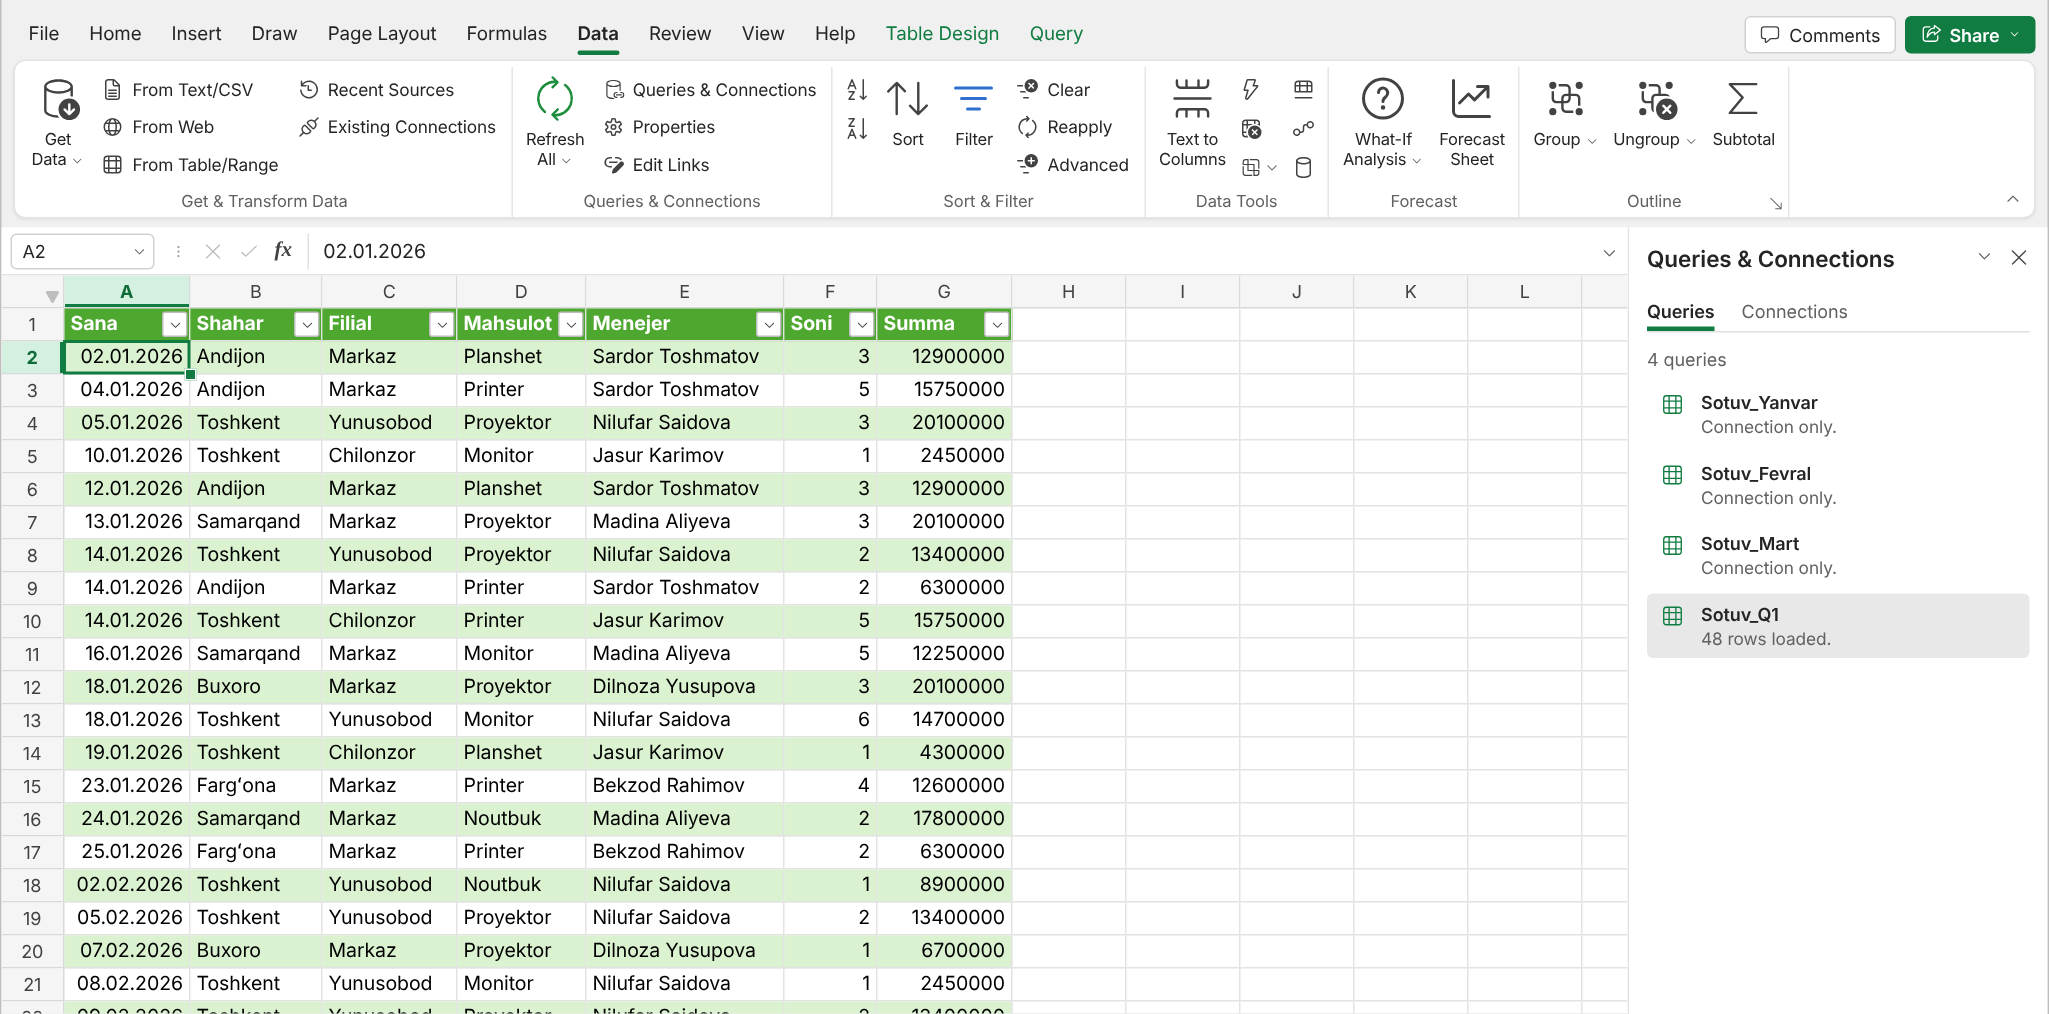 File Home Insert Draw Page Layout Formulas Data Review View Help Table Design Query Comments Share
Get Data
From Text/CSV
From Web
From Table/Range
Recent Sources
Existing Connections
Get & Transform Data
Refresh All
Queries & Connections
Properties
Edit Links
Queries & Connections
A Z
Z A
Sort
Filter
Clear
Reapply
Advanced
Sort & Filter
Text to Columns
Data Tools
What-If Analysis
Forecast Sheet
Forecast
Group
Ungroup
Subtotal
Outline
A2 fx 02.01.2026
A B C D E F G H I J K L
1 Sana Shahar Filial Mahsulot Menejer Soni Summa
2 02.01.2026 Andijon Markaz Planshet Sardor Toshmatov 3 12900000
3 04.01.2026 Andijon Markaz Printer Sardor Toshmatov 5 15750000
4 05.01.2026 Toshkent Yunusobod Proyektor Nilufar Saidova 3 20100000
5 10.01.2026 Toshkent Chilonzor Monitor Jasur Karimov 1 2450000
6 12.01.2026 Andijon Markaz Planshet Sardor Toshmatov 3 12900000
7 13.01.2026 Samarqand Markaz Proyektor Madina Aliyeva 3 20100000
8 14.01.2026 Toshkent Yunusobod Proyektor Nilufar Saidova 2 13400000
9 14.01.2026 Andijon Markaz Printer Sardor Toshmatov 2 6300000
10 14.01.2026 Toshkent Chilonzor Printer Jasur Karimov 5 15750000
11 16.01.2026 Samarqand Markaz Monitor Madina Aliyeva 5 12250000
12 18.01.2026 Buxoro Markaz Proyektor Dilnoza Yusupova 3 20100000
13 18.01.2026 Toshkent Yunusobod Monitor Nilufar Saidova 6 14700000
14 19.01.2026 Toshkent Chilonzor Planshet Jasur Karimov 1 4300000
15 23.01.2026 Fargʻona Markaz Printer Bekzod Rahimov 4 12600000
16 24.01.2026 Samarqand Markaz Noutbuk Madina Aliyeva 2 17800000
17 25.01.2026 Fargʻona Markaz Printer Bekzod Rahimov 2 6300000
18 02.02.2026 Toshkent Yunusobod Noutbuk Nilufar Saidova 1 8900000
19 05.02.2026 Toshkent Yunusobod Proyektor Nilufar Saidova 2 13400000
20 07.02.2026 Buxoro Markaz Proyektor Dilnoza Yusupova 1 6700000
21 08.02.2026 Toshkent Yunusobod Monitor Nilufar Saidova 1 2450000
Queries & Connections
Queries Connections
4 queries
Sotuv_Yanvar
Connection only.
Sotuv_Fevral
Connection only.
Sotuv_Mart
Connection only.
Sotuv_Q1
48 rows loaded.